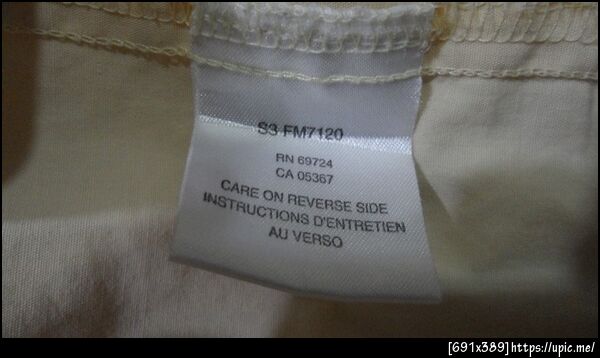 S3 FM7120
RN 69724
CA 05367
CARE ON REVERSE SIDE
INSTRUCTIONS D'ENTRETIEN
AU VERSO
[691x389]https://upic.me/